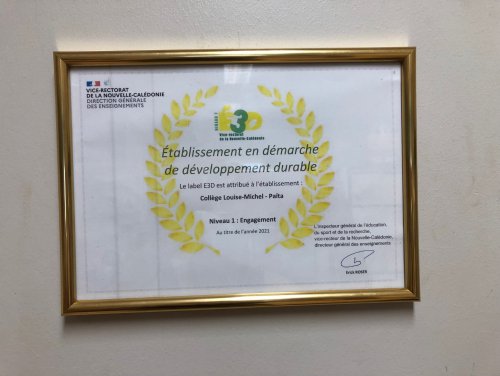 VICE-RECTORAT
DE LA NOUVELLE-CALÉDONIE
DIRECTION GÉNÉRALE
DES ENSEIGNEMENTS
E3D
Vice-rectorat
de la Nouvelle-Calédonie
Établissement en démarche
de développement durable
Le label E3D est attribué à l'établissement :
Collège Louise-Michel - Païta
Niveau 1 : Engagement
Au titre de l'année 2021
L'inspecteur général de l'éducation,
du sport et de la recherche,
vice-recteur de la Nouvelle-Calédonie,
directeur général des enseignements
Erick ROSER